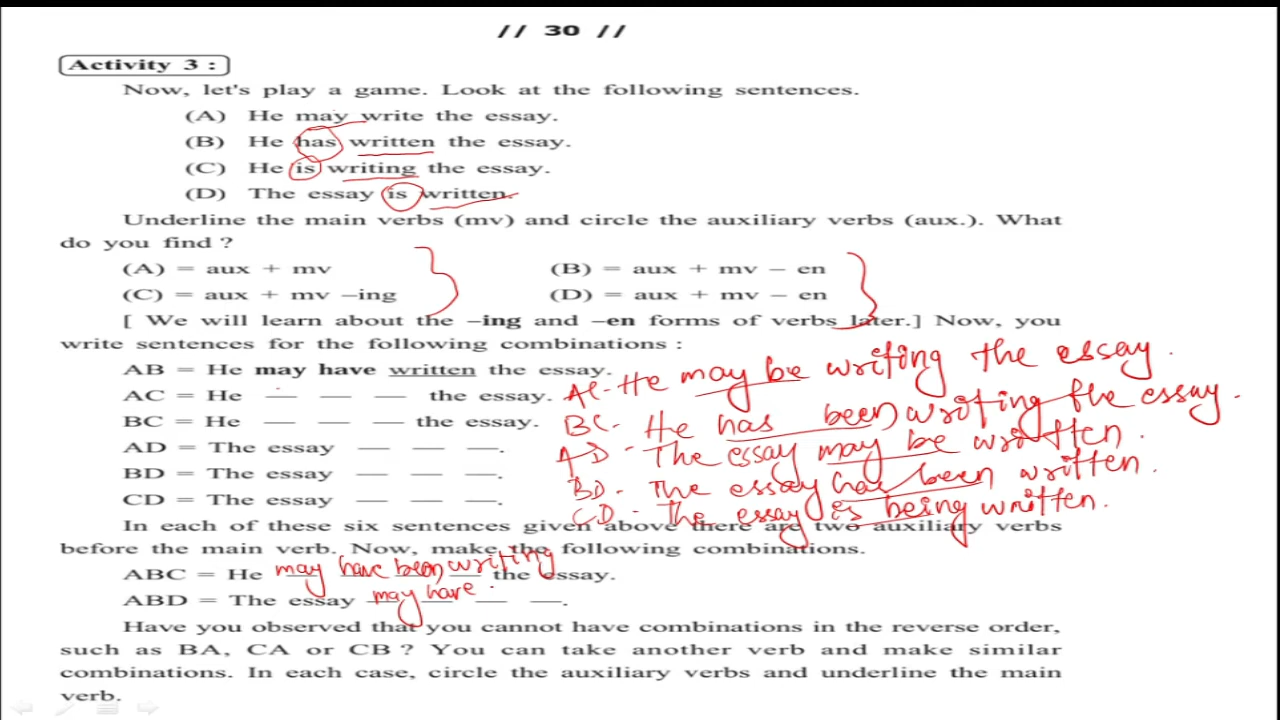 // 30 //
Activity 3 :
Now, let's play a game. Look at the following sentences.
(A) He may write the essay.
(B) He has written the essay.
(C) He is writing the essay.
(D) The essay is written.
Underline the main verbs (mv) and circle the auxiliary verbs (aux.). What
do you find ?
(A) = aux + mv (B) = aux + mv – en
(C) = aux + mv –ing (D) = aux + mv – en
[ We will learn about the –ing and –en forms of verbs later.] Now, you
write sentences for the following combinations :
AB = He may have written the essay.
AC = He — — — the essay.
BC = He — — — the essay.
AD = The essay — — —.
BD = The essay — — —.
CD = The essay — — —.
AC- He may be writing the essay.
BC- He has been writing the essay.
AD - The essay may be written.
BD- The essay has been written.
CD- The essay is being written.
In each of these six sentences given above there are two auxiliary verbs
before the main verb. Now, make the following combinations.
ABC = He may have been writing the essay.
ABD = The essay may have — —.
Have you observed that you cannot have combinations in the reverse order,
such as BA, CA or CB ? You can take another verb and make similar
combinations. In each case, circle the auxiliary verbs and underline the main
verb.